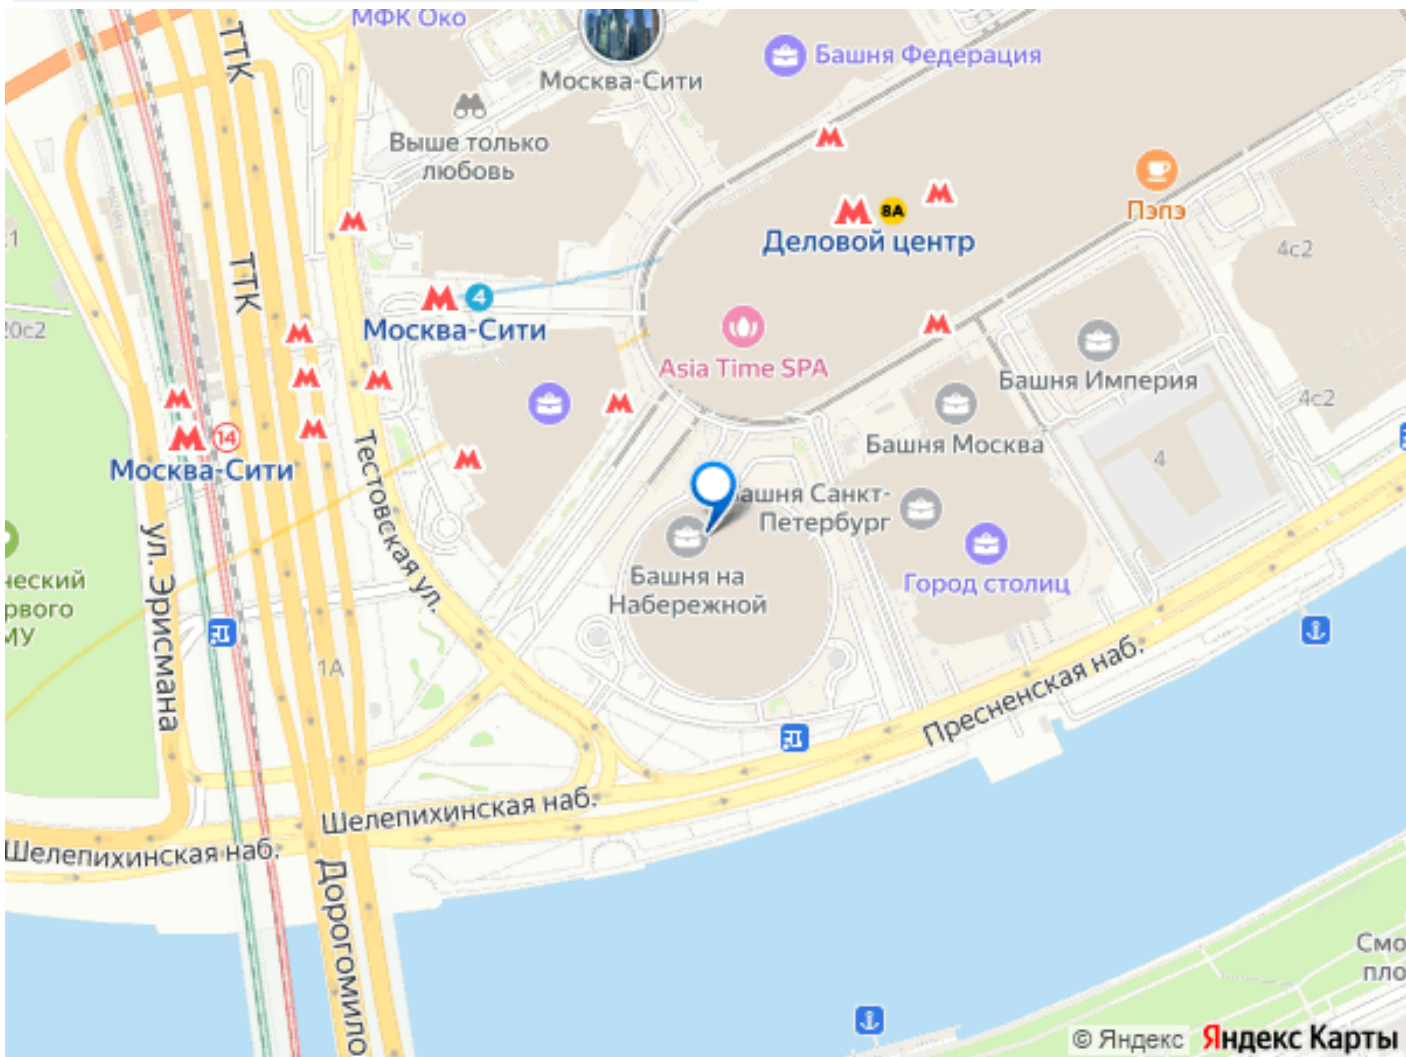 МФК Око
ТТК
Москва-Сити
Башня Федерация
Выше только
любовь
Пэпэ
8А
Деловой центр
4с2
ТТК
4
Москва-Сити
20с2
Asia Time SPA
Башня Империя
4с2
14
Москва-Сити
Башня Москва
4
Тестовская ул.
ул. Эрисмана
Башня Санкт-
Петербург
Башня на
Набережной
Город столиц
ческий
рвого
МУ
1А
Пресненская наб.
Шелепихинская наб.
Шелепихинская наб.
Дорогомило
Смо
пло
© Яндекс Яндекс Карты